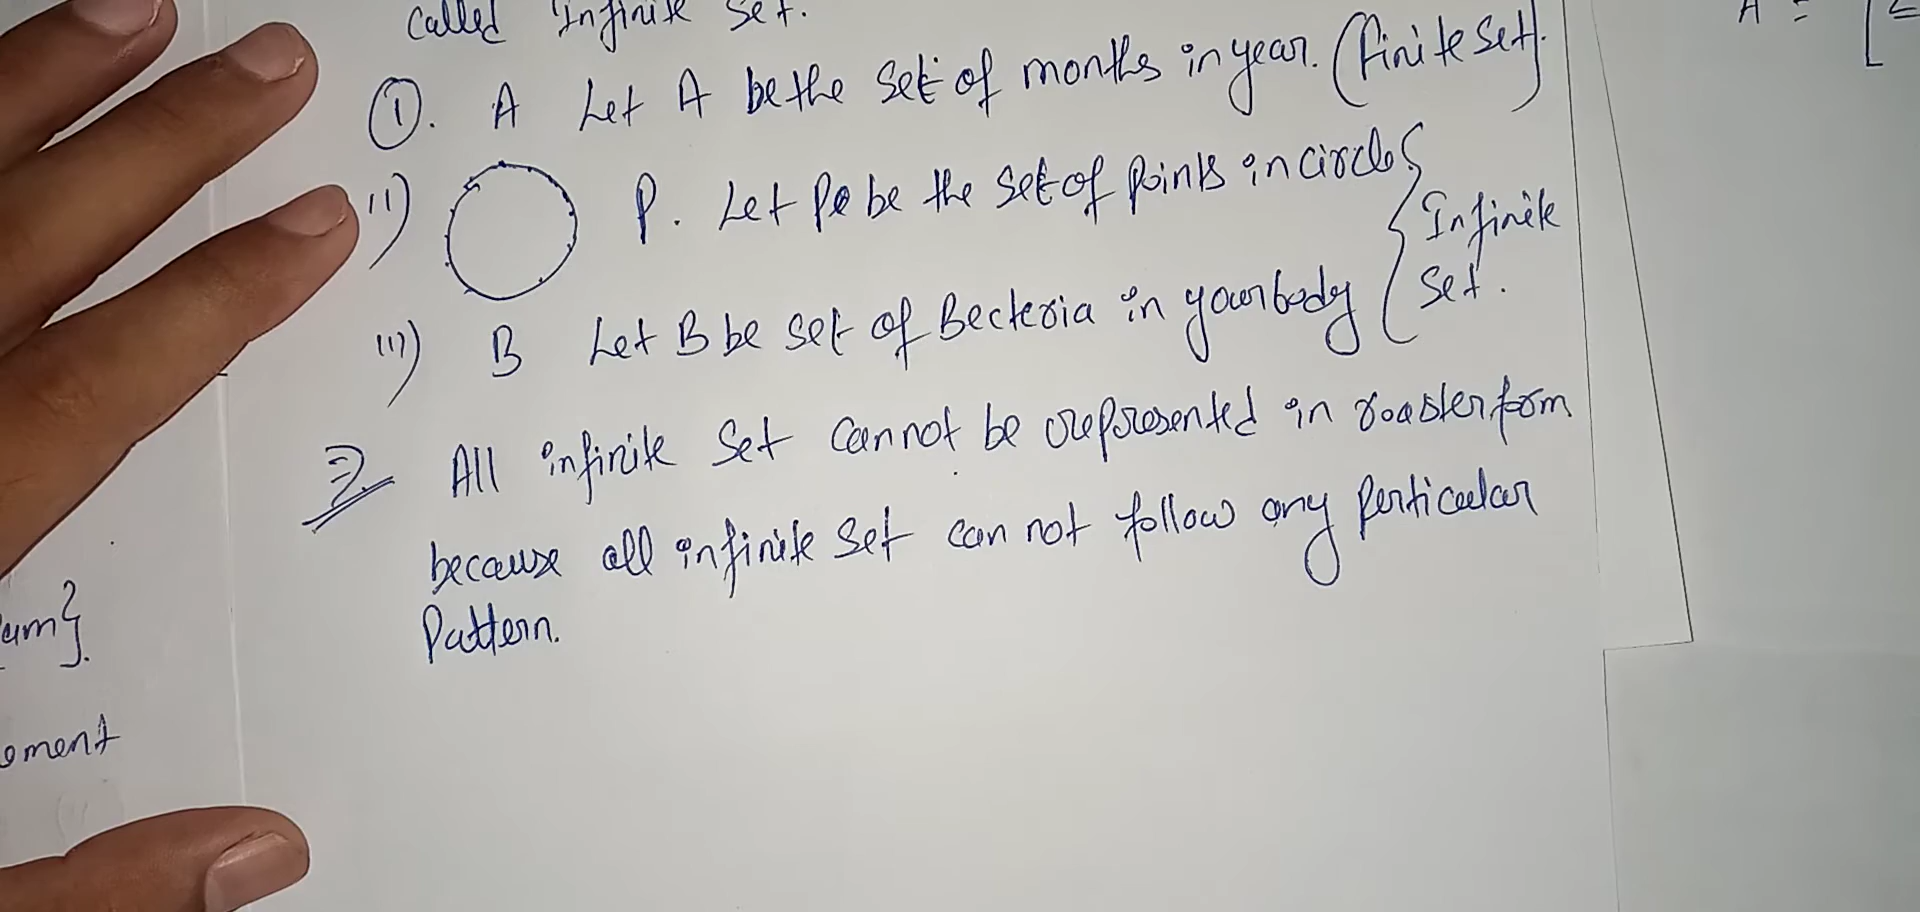 called Infinite Set.
①. A Let A be the Set of months in year. (Finite Set).
ii) P. Let Pe be the Set of Points in circle
Infinite
Set.
iii) B Let B be set of Becteria in your body
2 All infinite Set cannot be represented in roaster form
because all infinite Set can not follow any Perticular
Pattern.
um}.
ement
A =